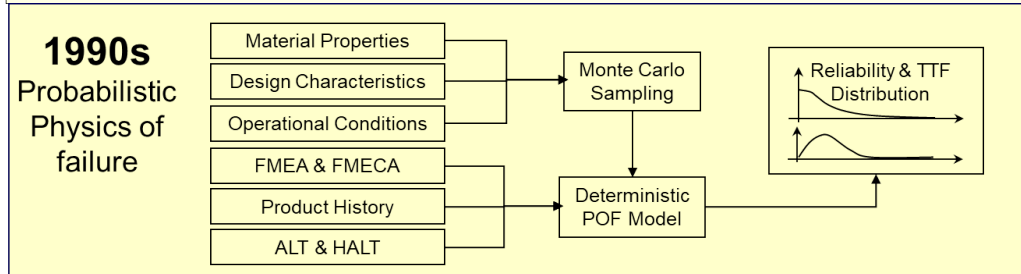 1990s
Probabilistic
Physics of
failure
Material Properties
Design Characteristics
Operational Conditions
FMEA & FMECA
Product History
ALT & HALT
Monte Carlo
Sampling
Deterministic
POF Model
Reliability & TTF
Distribution